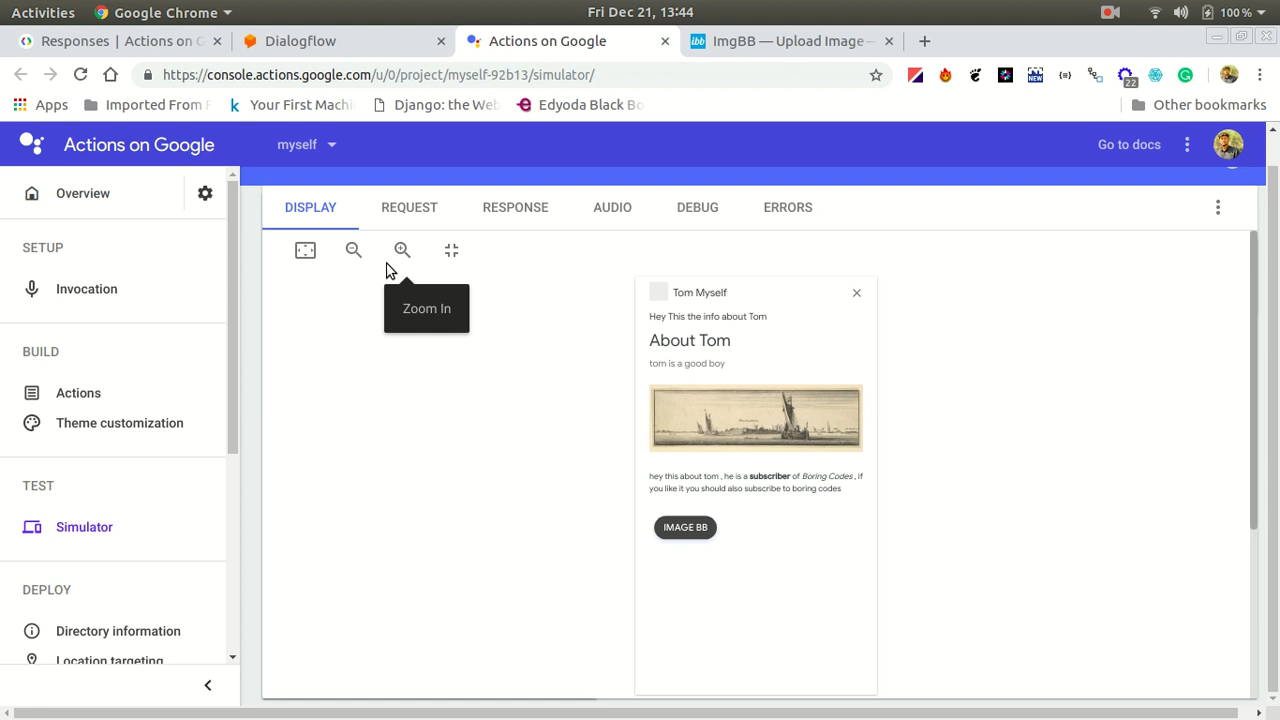 Activities Google Chrome Fri Dec 21, 13:44 100 %
Responses | Actions on G Dialogflow Actions on Google ibb ImgBB — Upload Image –
https://console.actions.google.com/u/0/project/myself-92b13/simulator/ NEW 22
Apps Imported From F k Your First Machi Django: the Web Edyoda Black Bo Other bookmarks
Actions on Google myself Go to docs
Overview
DISPLAY REQUEST RESPONSE AUDIO DEBUG ERRORS
SETUP
Invocation
BUILD
Actions
Theme customization
TEST
Simulator
DEPLOY
Directory information
Location targeting
Zoom In
Tom Myself
Hey This the info about Tom
About Tom
tom is a good boy
hey this about tom , he is a subscriber of Boring Codes , if
you like it you should also subscribe to boring codes
IMAGE BB